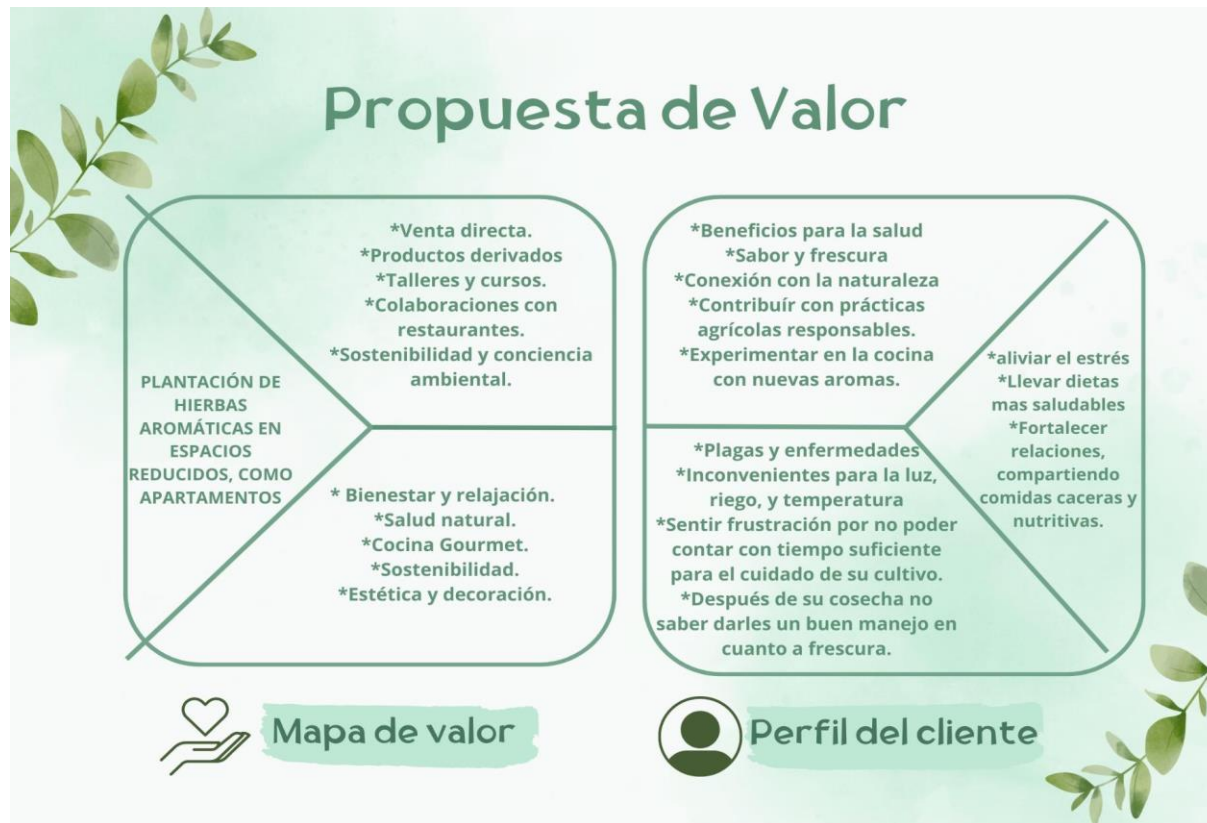 Propuesta de Valor
PLANTACIÓN DE
HIERBAS
AROMÁTICAS EN
ESPACIOS
REDUCIDOS, COMO
APARTAMENTOS
*Venta directa.
*Productos derivados
*Talleres y cursos.
*Colaboraciones con
restaurantes.
*Sostenibilidad y conciencia
ambiental.
* Bienestar y relajación.
*Salud natural.
*Cocina Gourmet.
*Sostenibilidad.
*Estética y decoración.
*Beneficios para la salud
*Sabor y frescura
*Conexión con la naturaleza
*Contribuír con prácticas
agrícolas responsables.
*Experimentar en la cocina
con nuevas aromas.
*Plagas y enfermedades
*Inconvenientes para la luz,
riego, y temperatura
*Sentir frustración por no poder
contar con tiempo suficiente
para el cuidado de su cultivo.
*Después de su cosecha no
saber darles un buen manejo en
cuanto a frescura.
*aliviar el estrés
*Llevar dietas
mas saludables
*Fortalecer
relaciones,
compartiendo
comidas caceras y
nutritivas.
Mapa de valor
Perfil del cliente